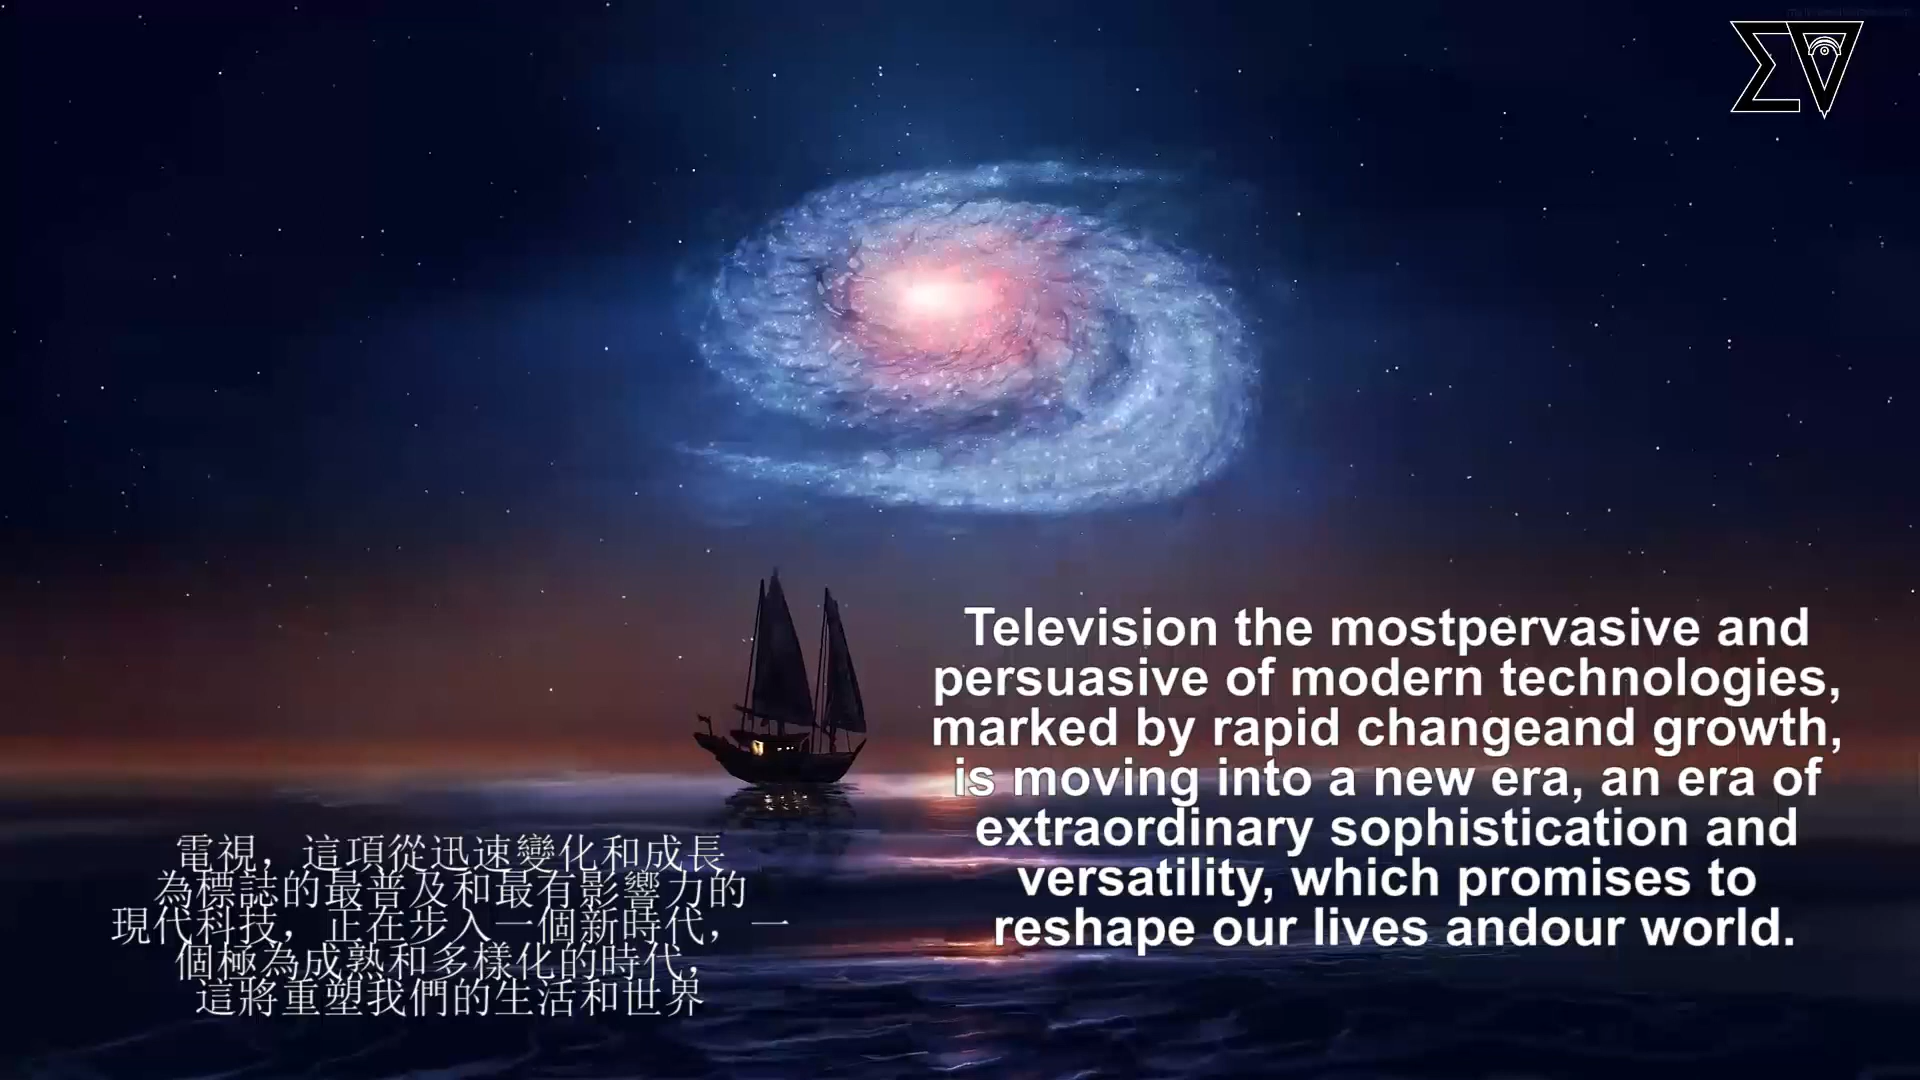 電視，這項從迅速變化和成長
為標誌的最普及和最有影響力的
現代科技，正在步入一個新時代，一
個極為成熟和多樣化的時代，
這將重塑我們的生活和世界
Television the mostpervasive and
persuasive of modern technologies,
marked by rapid changeand growth,
is moving into a new era, an era of
extraordinary sophistication and
versatility, which promises to
reshape our lives andour world.